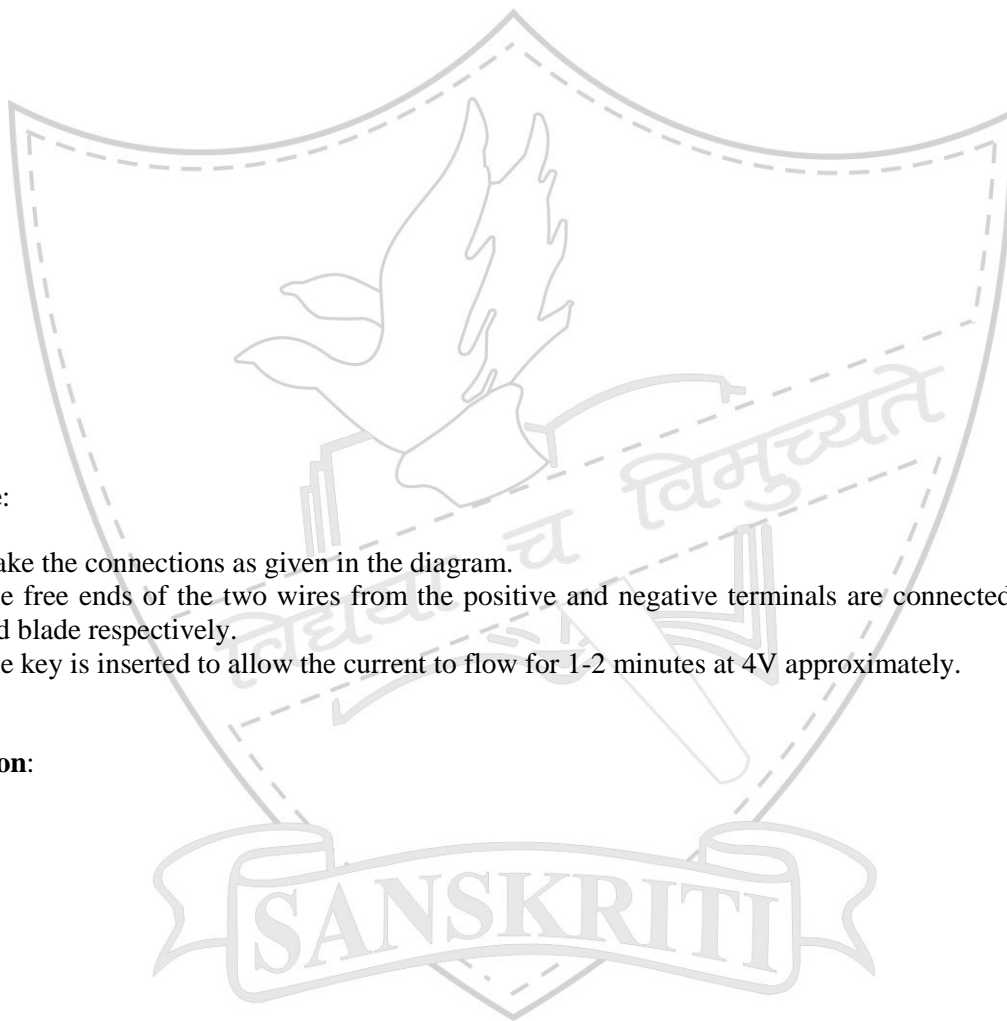 e:
ake the connections as given in the diagram.
e free ends of the two wires from the positive and negative terminals are connected
d blade respectively.
e key is inserted to allow the current to flow for 1-2 minutes at 4V approximately.
on:
विद्यया च विमुच्यते
SANSKRITI